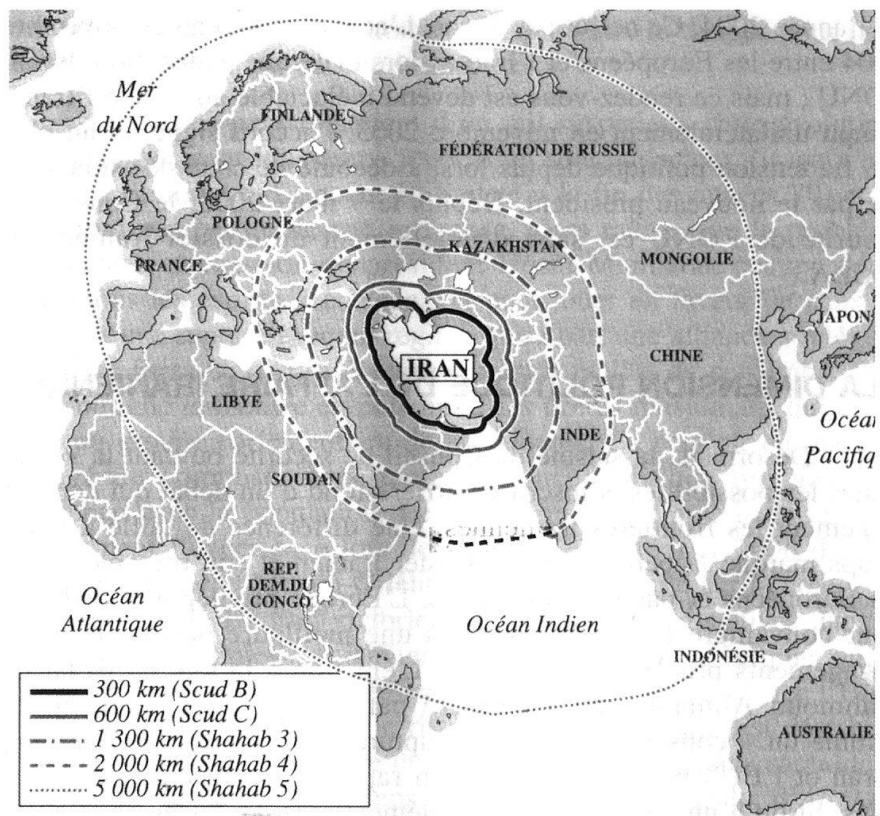 Mer
du Nord
FINLANDE
FÉDÉRATION DE RUSSIE
POLOGNE
FRANCE
KAZAKHSTAN
MONGOLIE
JAPON
IRAN
CHINE
LIBYE
INDE
Océan
Pacifiq
SOUDAN
REP.
DEM.DU
CONGO
Océan
Atlantique
Océan Indien
INDONÉSIE
AUSTRALIE
300 km (Scud B)
600 km (Scud C)
1 300 km (Shahab 3)
2 000 km (Shahab 4)
5 000 km (Shahab 5)